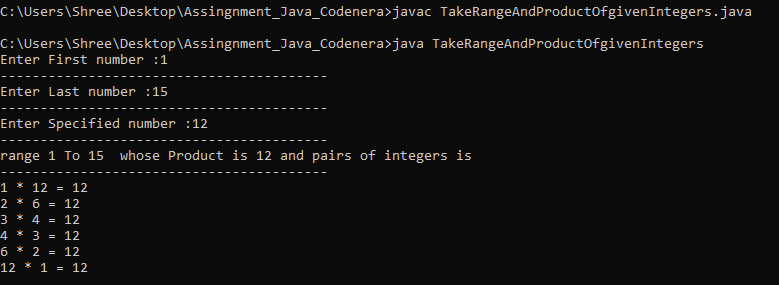 C:\Users\Shree\Desktop\Assingnment_Java_Codenera>javac TakeRangeAndProductOfgivenIntegers.java
C:\Users\Shree\Desktop\Assingnment_Java_Codenera>java TakeRangeAndProductOfgivenIntegers
Enter First number :1
-----------------------------------------
Enter Last number :15
-----------------------------------------
Enter Specified number :12
-----------------------------------------
range 1 To 15  whose Product is 12 and pairs of integers is
-----------------------------------------
1 * 12 = 12
2 * 6 = 12
3 * 4 = 12
4 * 3 = 12
6 * 2 = 12
12 * 1 = 12